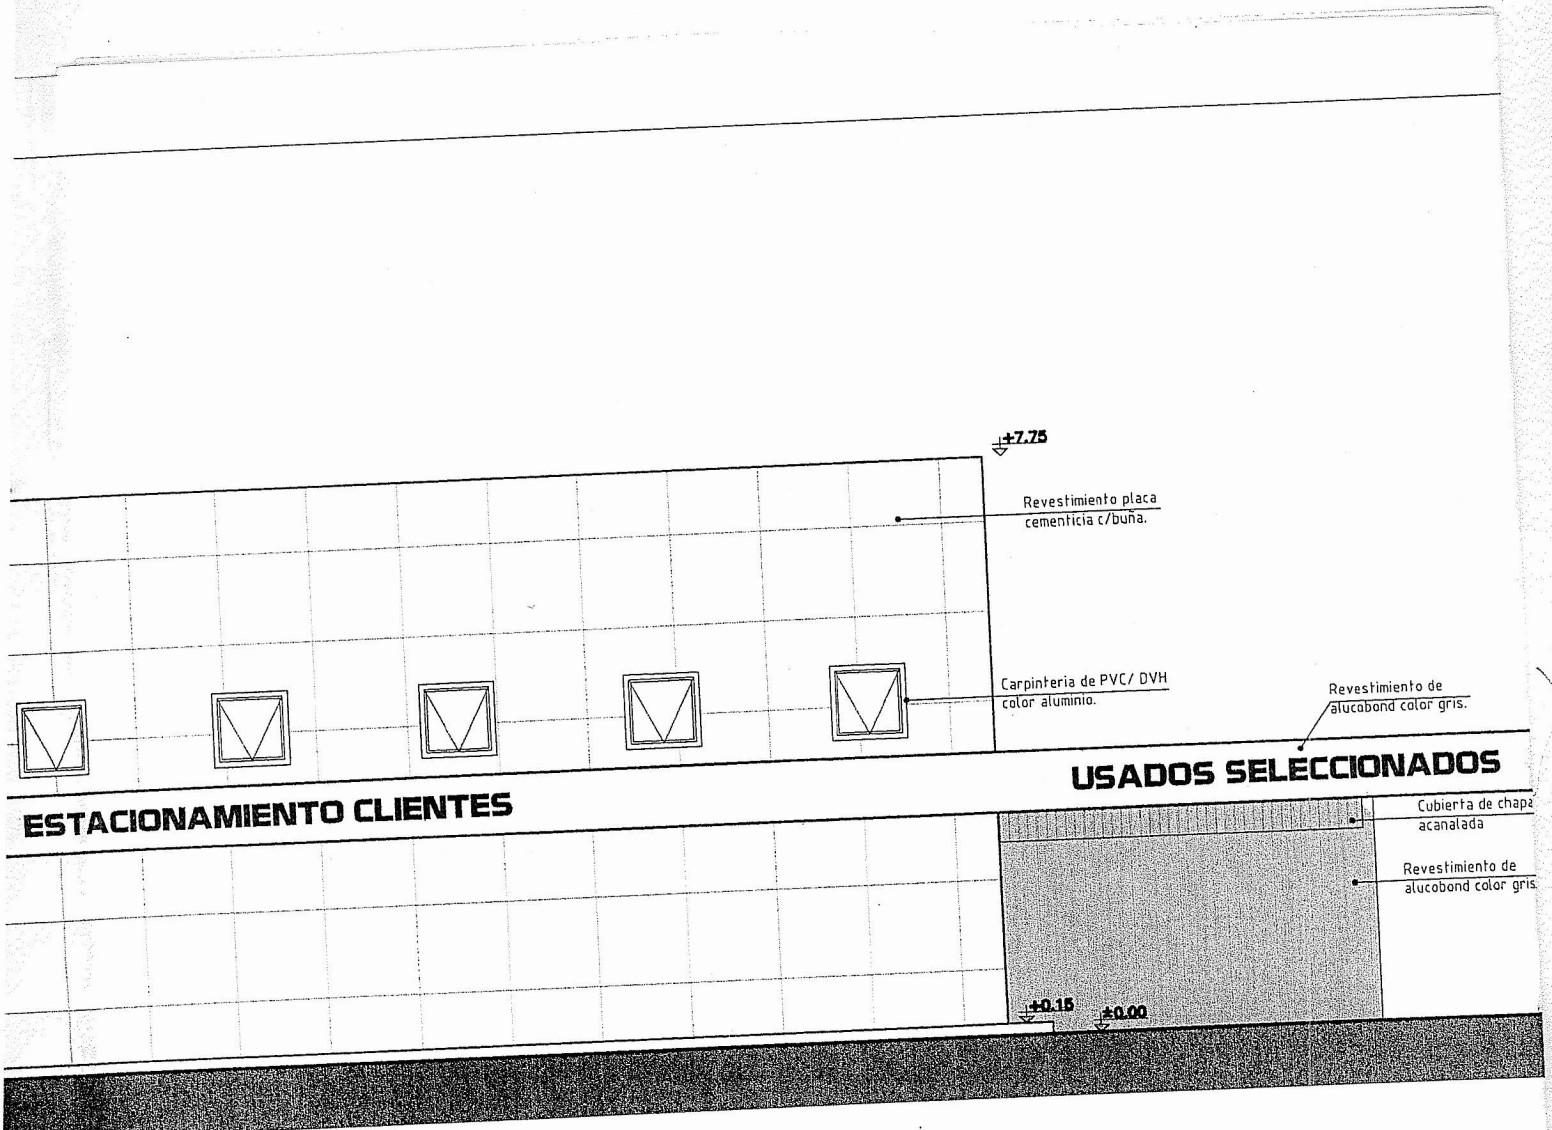 +7.75
Revestimiento placa
cementicia c/buña.
Carpinteria de PVC/ DVH
color aluminio.
Revestimiento de
alucobond color gris.
USADOS SELECCIONADOS
ESTACIONAMIENTO CLIENTES
Cubierta de chapa
acanalada
Revestimiento de
alucobond color gris
+0.15
±0.00